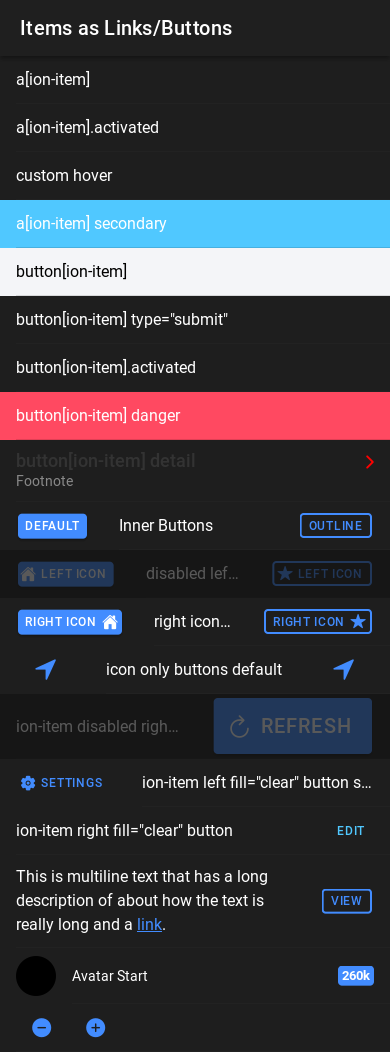 Items as Links/Buttons
a[ion-item]
a[ion-item].activated
custom hover
a[ion-item] secondary
button[ion-item]
button[ion-item] type="submit"
button[ion-item].activated
button[ion-item] danger
button[ion-item] detail
Footnote
DEFAULT Inner Buttons OUTLINE
LEFT ICON disabled lef... LEFT ICON
RIGHT ICON right icon... RIGHT ICON
icon only buttons default
ion-item disabled righ... REFRESH
SETTINGS ion-item left fill="clear" button s...
ion-item right fill="clear" button EDIT
This is multiline text that has a long
description of about how the text is VIEW
really long and a link.
Avatar Start 260k